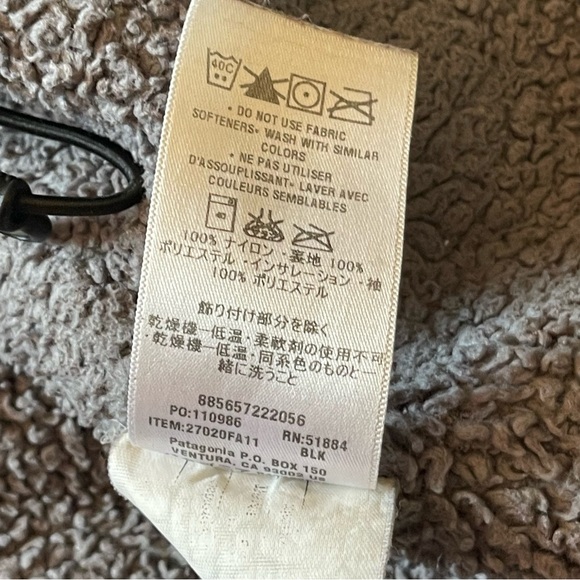 40C
• DO NOT USE FABRIC
SOFTENERS• WASH WITH SIMILAR
COLORS
• NE PAS UTILISER
D'ASSOUPLISSANT• LAVER AVEC
COULEURS SEMBLABLES
40
100% ナイロン・裏地 100%
ポリエステル・インサレーション・袖
100% ポリエステル
飾り付け部分を除く
乾燥機ー低温・柔軟剤の使用不可
・乾燥機ー低温・同系色のものと一
緒に洗うこと
885657222056
PO:110986 RN:51884
ITEM:27020FA11 BLK
Patagonia P.O. BOX 150
VENTURA, CA 93002 US